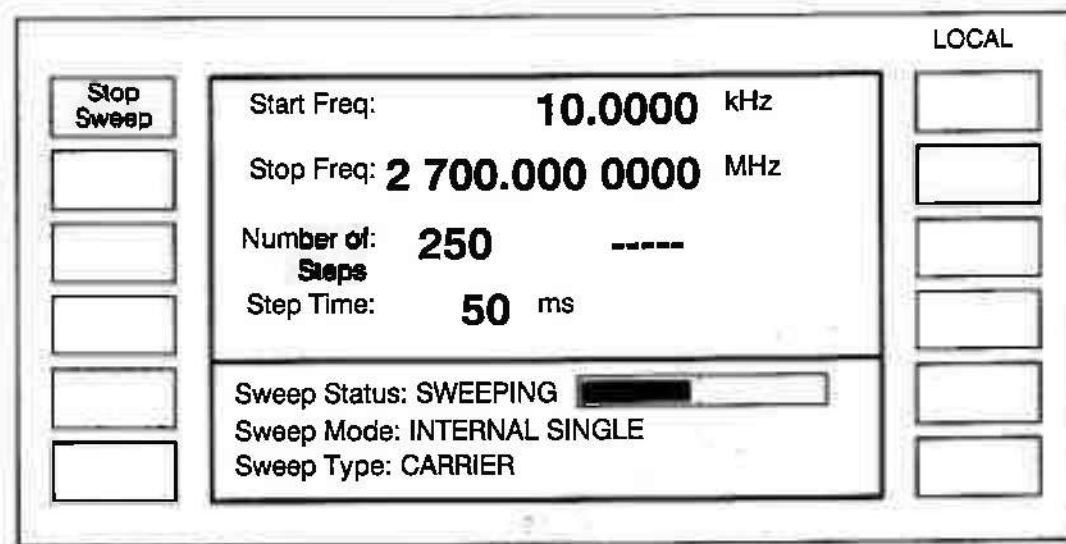 LOCAL
Stop
Sweep
Start Freq: 10.0000 kHz
Stop Freq: 2 700.000 0000 MHz
Number of: 250 -----
Steps
Step Time: 50 ms
Sweep Status: SWEEPING
Sweep Mode: INTERNAL SINGLE
Sweep Type: CARRIER